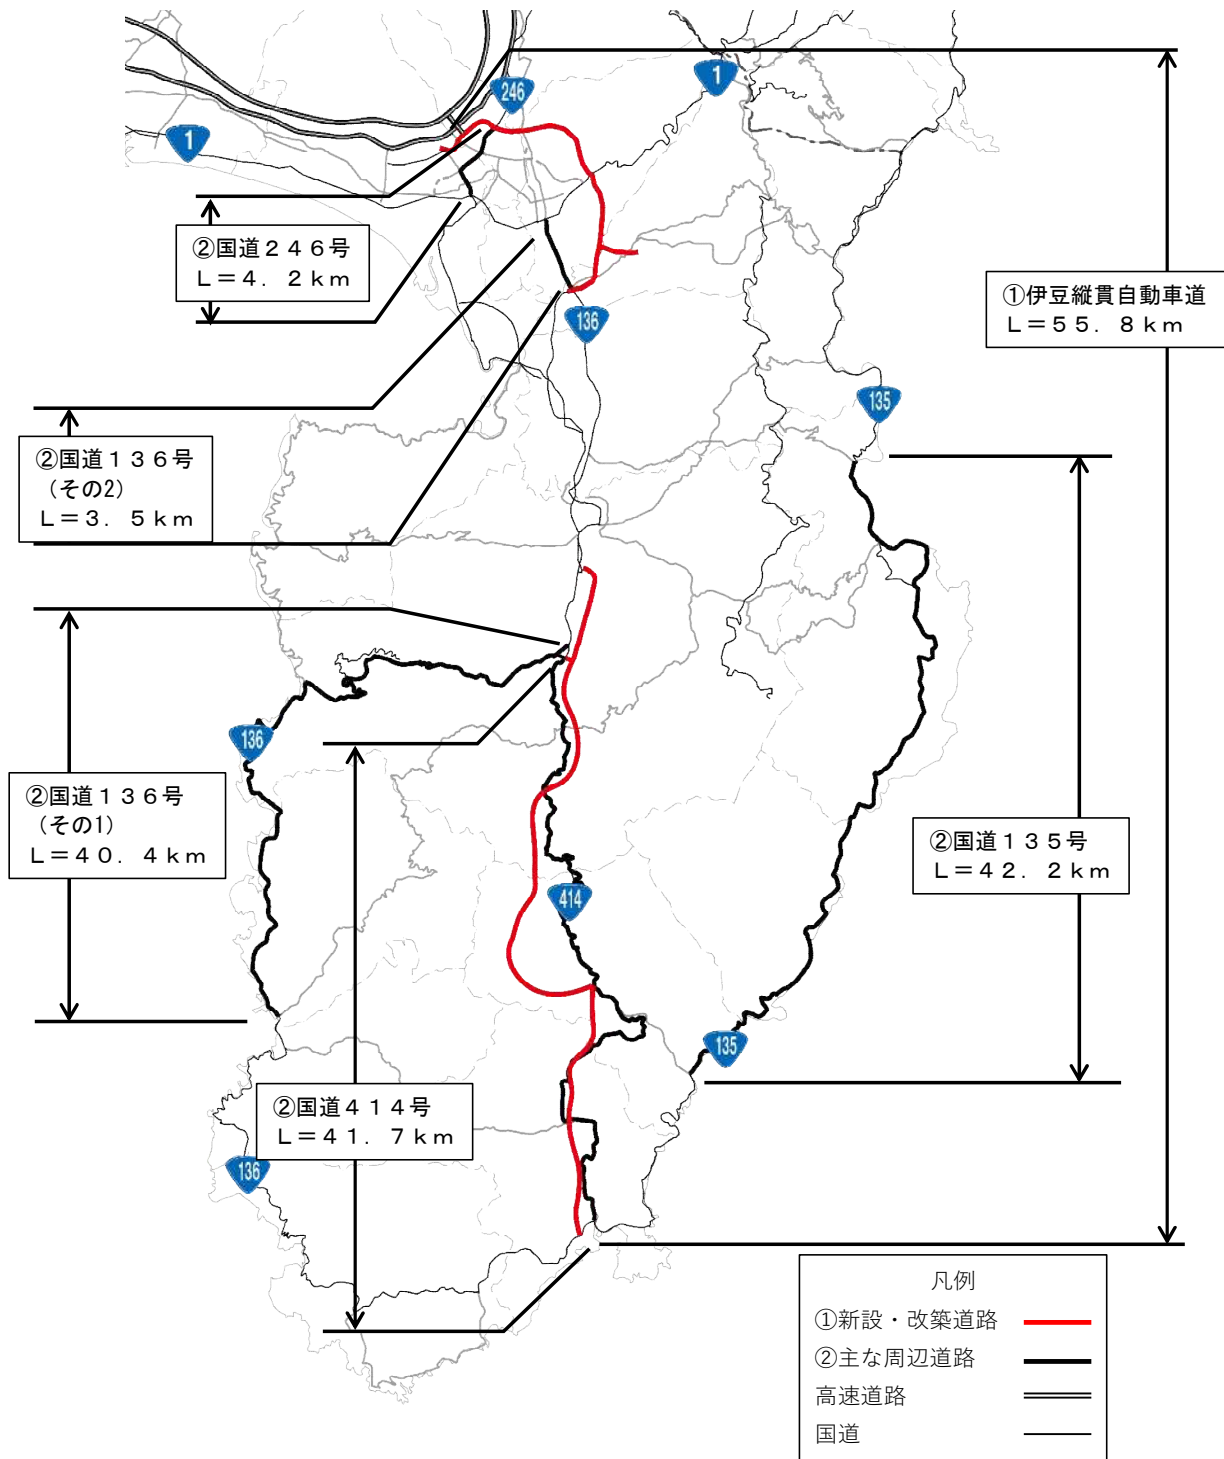 1
246
1
②国道246号
L=4.2km
①伊豆縦貫自動車道
L=55.8km
136
135
②国道136号
(その2)
L=3.5km
136
②国道136号
(その1)
L=40.4km
②国道135号
L=42.2km
414
135
②国道414号
L=41.7km
136
凡例
①新設・改築道路
②主な周辺道路
高速道路
国道